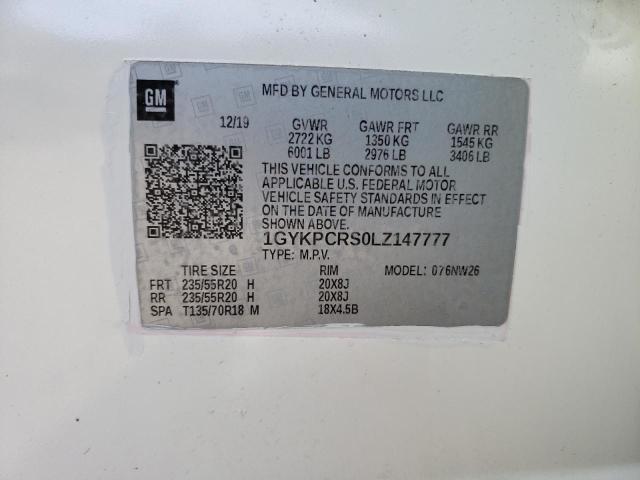 GM
MFD BY GENERAL MOTORS LLC
12/19 GVWR GAWR FRT GAWR RR
2722 KG 1350 KG 1545 KG
6001 LB 2976 LB 3406 LB
THIS VEHICLE CONFORMS TO ALL
APPLICABLE U.S. FEDERAL MOTOR
VEHICLE SAFETY STANDARDS IN EFFECT
ON THE DATE OF MANUFACTURE
SHOWN ABOVE.
1GYKPCRS0LZ147777
TYPE: M.P.V.
TIRE SIZE RIM MODEL: 076NW26
FRT 235/55R20 H 20X8J
RR 235/55R20 H 20X8J
SPA T135/70R18 M 18X4.5B